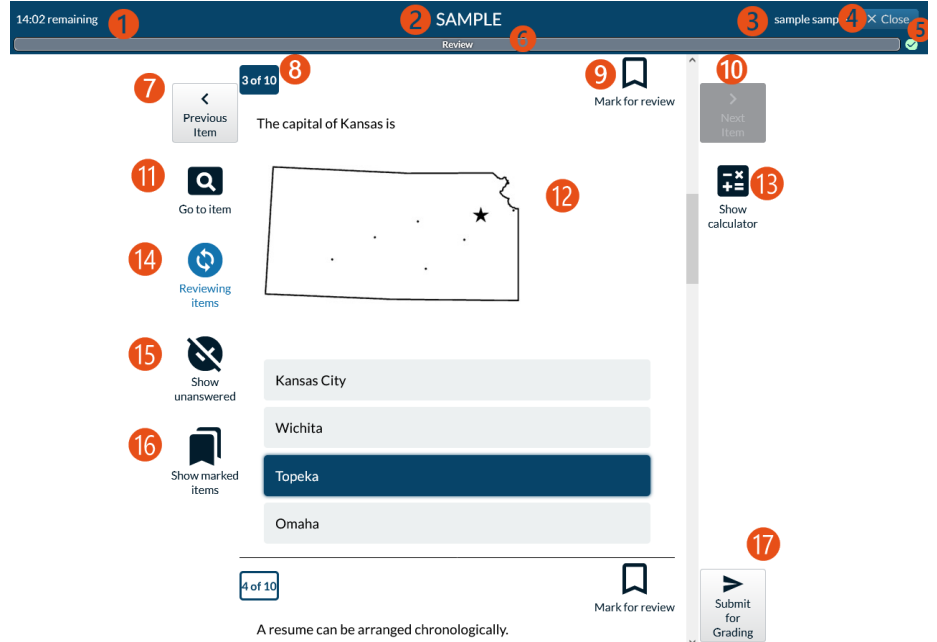 14:02 remaining
1
2
SAMPLE
3
sample samp
4
× Close
5
Review
6
7
Previous
Item
3 of 10
8
9
Mark for review
10
Next
Item
The capital of Kansas is
11
Go to item
12
13
Show
calculator
14
Reviewing
items
15
Show
unanswered
16
Show marked
items
Kansas City
Wichita
Topeka
Omaha
17
Submit
for
Grading
4 of 10
Mark for review
A resume can be arranged chronologically.